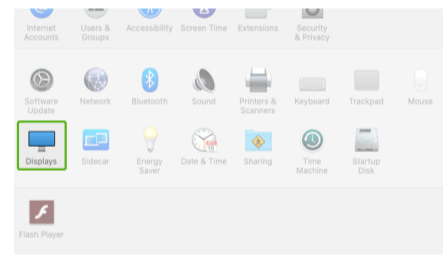 Internet Users & Accessibility Screen Time Extensions Security
Accounts Groups & Privacy
Software Network Bluetooth Sound Printers & Keyboard Trackpad Mouse
Update Scanners
Displays Sidecar Energy Date & Time Sharing Time Startup
Saver Machine Disk
Flash Player